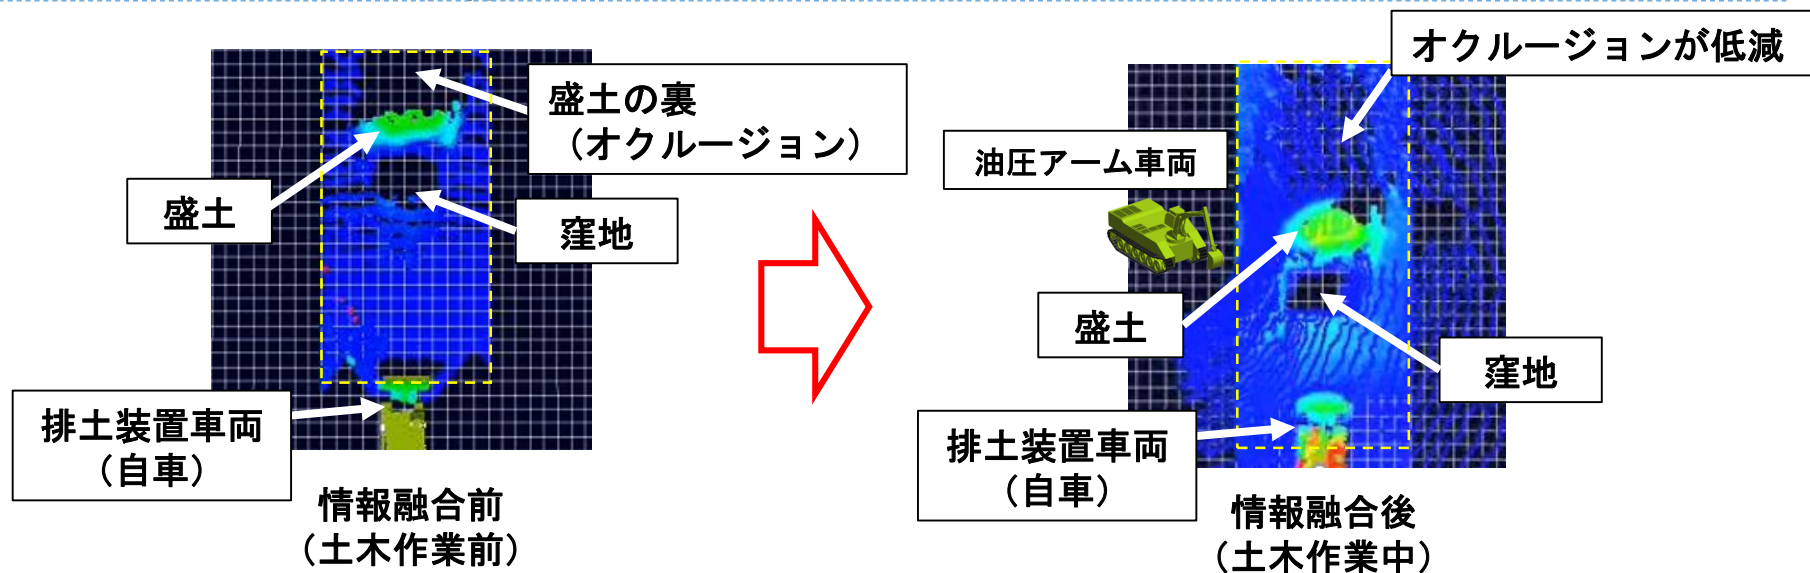 盛土の裏
（オクルージョン）
盛土
窪地
排土装置車両
（自車）
情報融合前
（土木作業前）
オクルージョンが低減
油圧アーム車両
盛土
窪地
排土装置車両
（自車）
情報融合後
（土木作業中）